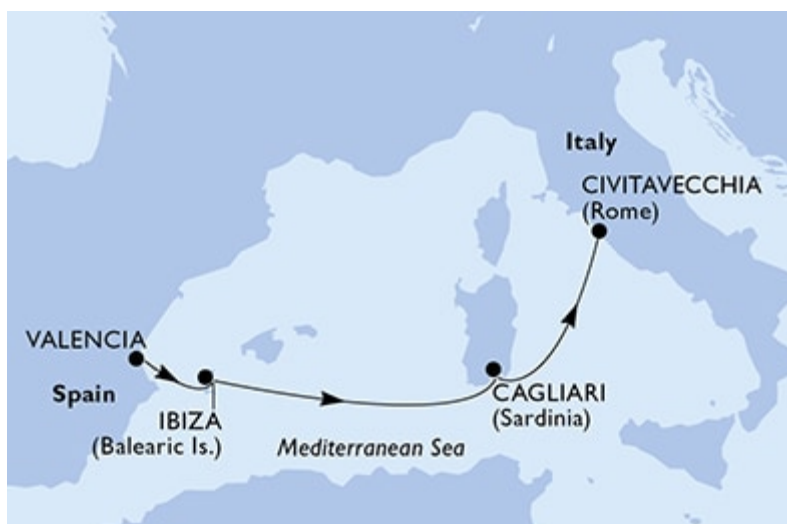 Italy
CIVITAVECCHIA
(Rome)
VALENCIA
Spain
IBIZA
(Balearic Is.)
CAGLIARI
(Sardinia)
Mediterranean Sea